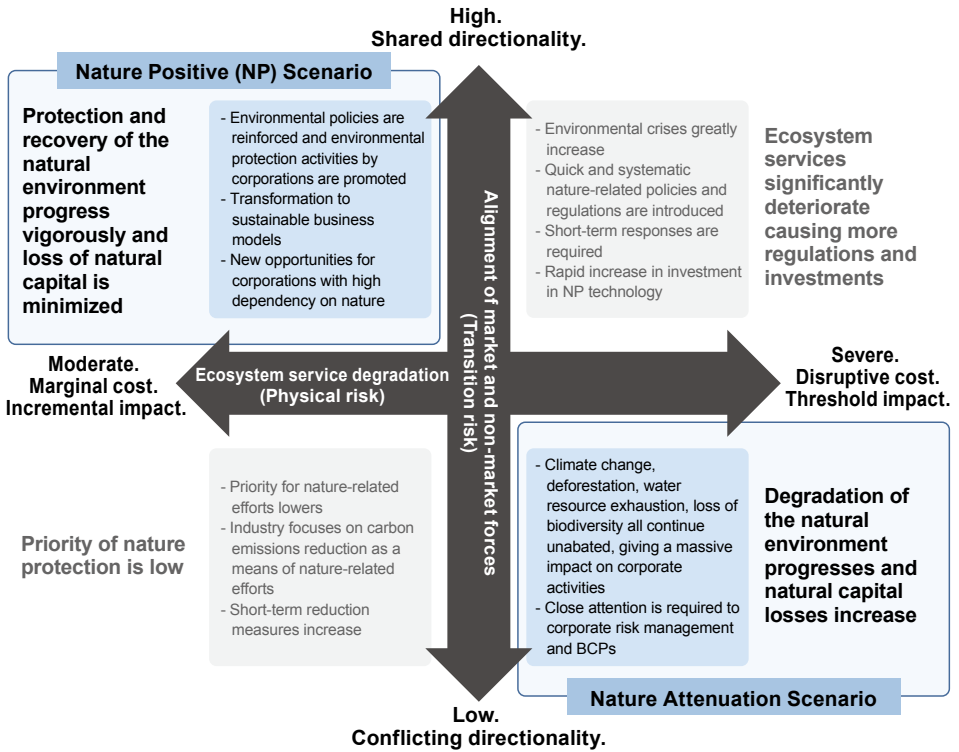 High.
Shared directionality.
Nature Positive (NP) Scenario
Protection and
recovery of the
natural
environment
progress
vigorously and
loss of natural
capital is
minimized
- Environmental policies are
reinforced and environmental
protection activities by
corporations are promoted
- Transformation to
sustainable business
models
- New opportunities for
corporations with high
dependency on nature
- Environmental crises greatly
increase
- Quick and systematic
nature-related policies and
regulations are introduced
- Short-term responses are
required
- Rapid increase in investment
in NP technology
Ecosystem
services
significantly
deteriorate
causing more
regulations and
investments
Alignment of market and non-market forces
(Transition risk)
Moderate.
Marginal cost.
Incremental impact.
Ecosystem service degradation
(Physical risk)
Severe.
Disruptive cost.
Threshold impact.
Priority of nature
protection is low
- Priority for nature-related
efforts lowers
- Industry focuses on carbon
emissions reduction as a
means of nature-related
efforts
- Short-term reduction
measures increase
- Climate change,
deforestation, water
resource exhaustion, loss of
biodiversity all continue
unabated, giving a massive
impact on corporate
activities
- Close attention is required to
corporate risk management
and BCPs
Degradation of
the natural
environment
progresses and
natural capital
losses increase
Nature Attenuation Scenario
Low.
Conflicting directionality.